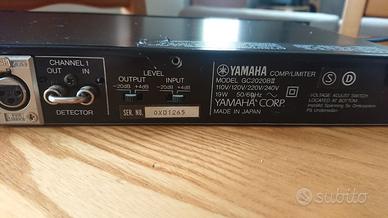 CHANNEL 1
OUT IN
DETECTOR
LEVEL
OUTPUT INPUT
-20dB +4dB -20dB +4dB
SER. NO. OXO1265
YAMAHA COMP/LIMITER
MODEL GC2020BII
110V/120V/220V/240V
19W 50/60Hz
YAMAHA CORP.
MADE IN JAPAN
S D
VOLTAGE ADJUST SWITCH
LOCATED AT BOTTOM
subito